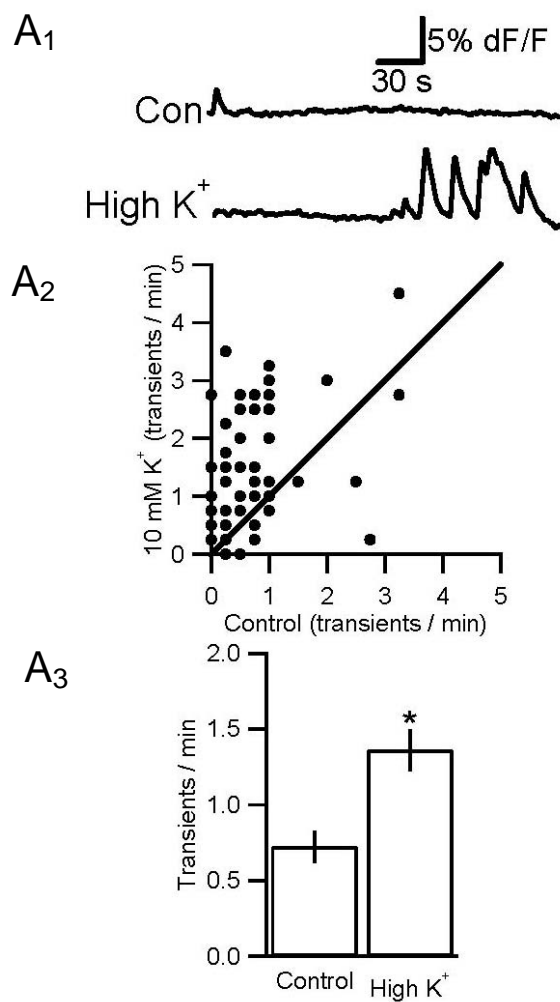 A1
5% dF/F
30 s
Con
High K+
A2
10 mM K+ (transients / min)
5
4
3
2
1
0
0 1 2 3 4 5
Control (transients / min)
A3
Transients / min
2.0
1.5
1.0
0.5
0.0
*
Control High K+